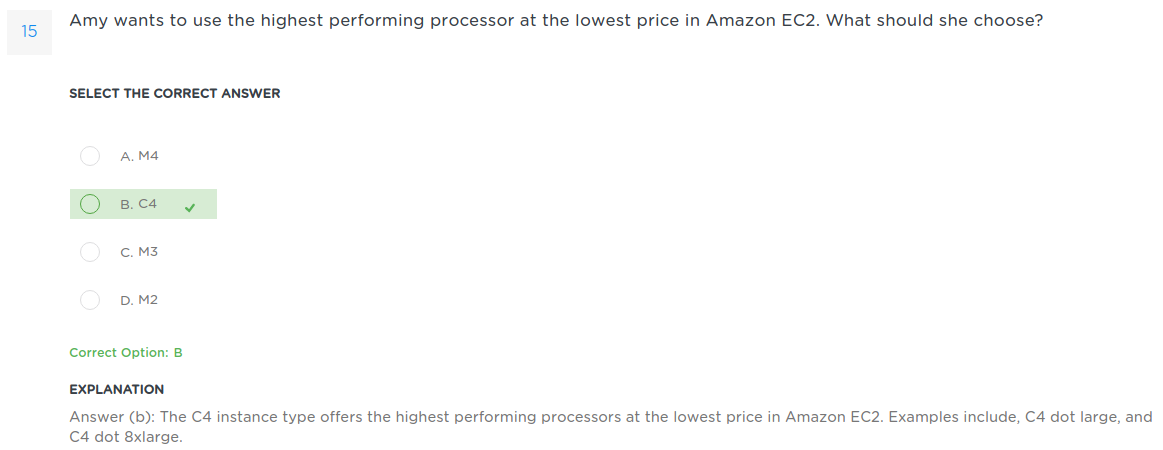 15
Amy wants to use the highest performing processor at the lowest price in Amazon EC2. What should she choose?
SELECT THE CORRECT ANSWER
A. M4
B. C4
C. M3
D. M2
Correct Option: B
EXPLANATION
Answer (b): The C4 instance type offers the highest performing processors at the lowest price in Amazon EC2. Examples include, C4 dot large, and
C4 dot 8xlarge.